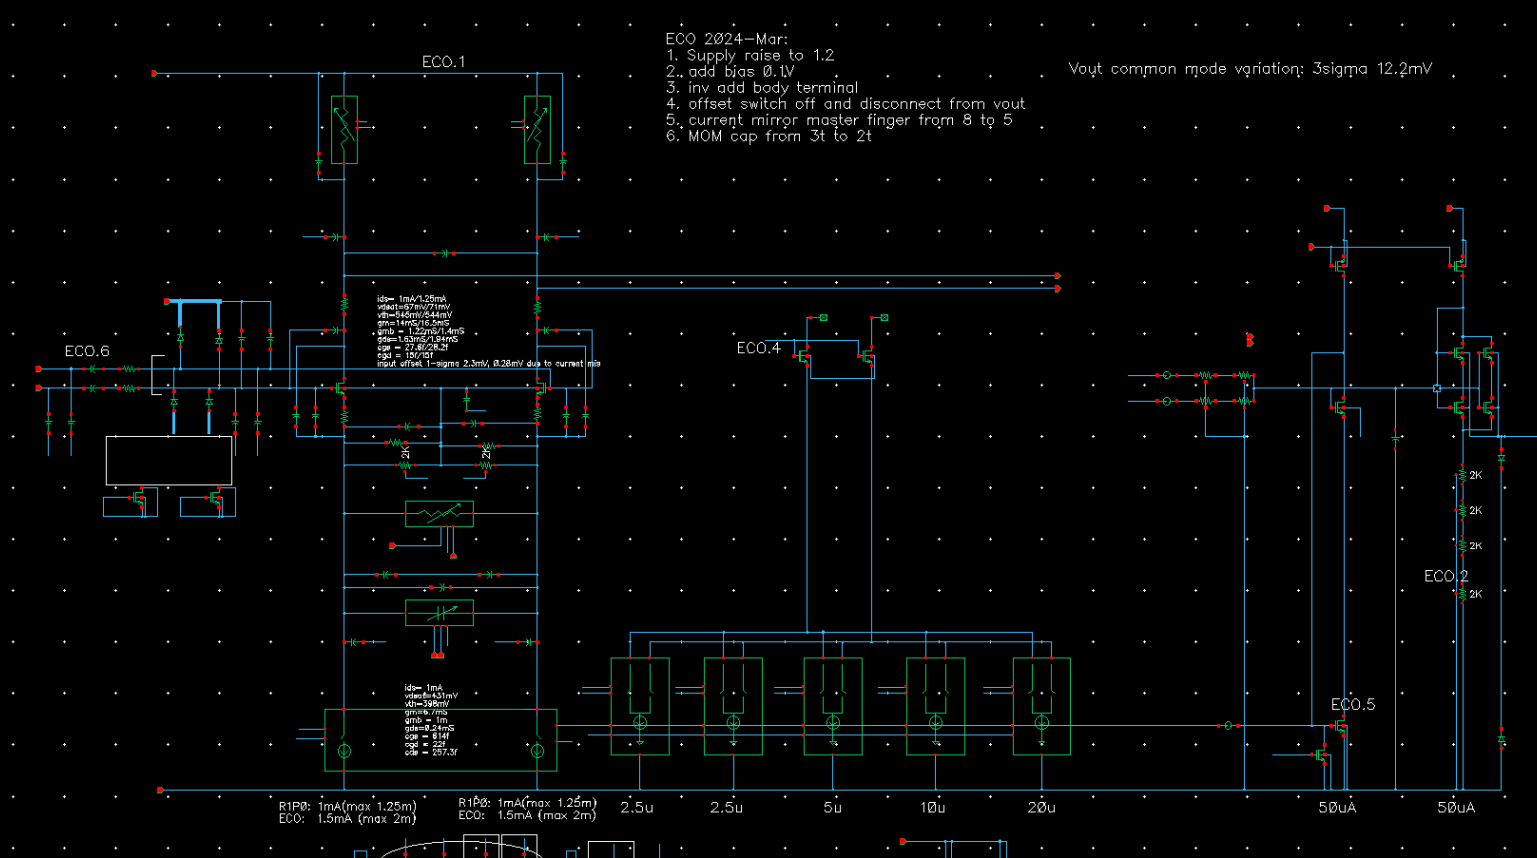 ECO.1
ECO 2024-Mar:
1. Supply raise to 1.2
2. add bias 0.1V
3. inv add body terminal
4. offset switch off and disconnect from vout
5. current mirror master finger from 8 to 5
6. MOM cap from 3t to 2t
Vout common mode variation: 3sigma 12.2mV
ids= 1mA/1.25mA
vdsat=67mV/71mV
vth=545mV/544mV
gm=14mS/16.5mS
gmb = 1.22mS/1.4mS
gds=1.63mS/1.94mS
cgs = 27.6f/28.2f
cgd = 15f/15f
input offset 1-sigma 2.3mV, 0.28mV due to current mis
ECO.6
ECO.4
2K
2K
2K
2K
2K
ECO.2
2K
ids= 1mA
vdsat=431mV
vth=398mV
gm=6.7mS
gmb = 1m
gds=0.24mS
cgs = 614f
cgd = 22f
cds = 257.3f
ECO.5
R1P0: 1mA(max 1.25m)
ECO: 1.5mA (max 2m)
R1P0: 1mA(max 1.25m)
ECO: 1.5mA (max 2m)
2.5u
2.5u
5u
10u
20u
50uA
50uA